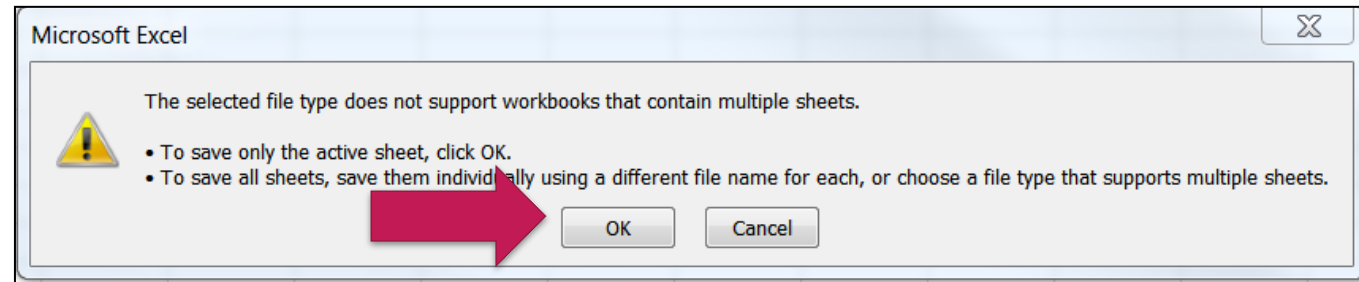 Microsoft Excel
The selected file type does not support workbooks that contain multiple sheets.
• To save only the active sheet, click OK.
• To save all sheets, save them individually using a different file name for each, or choose a file type that supports multiple sheets.
OK Cancel